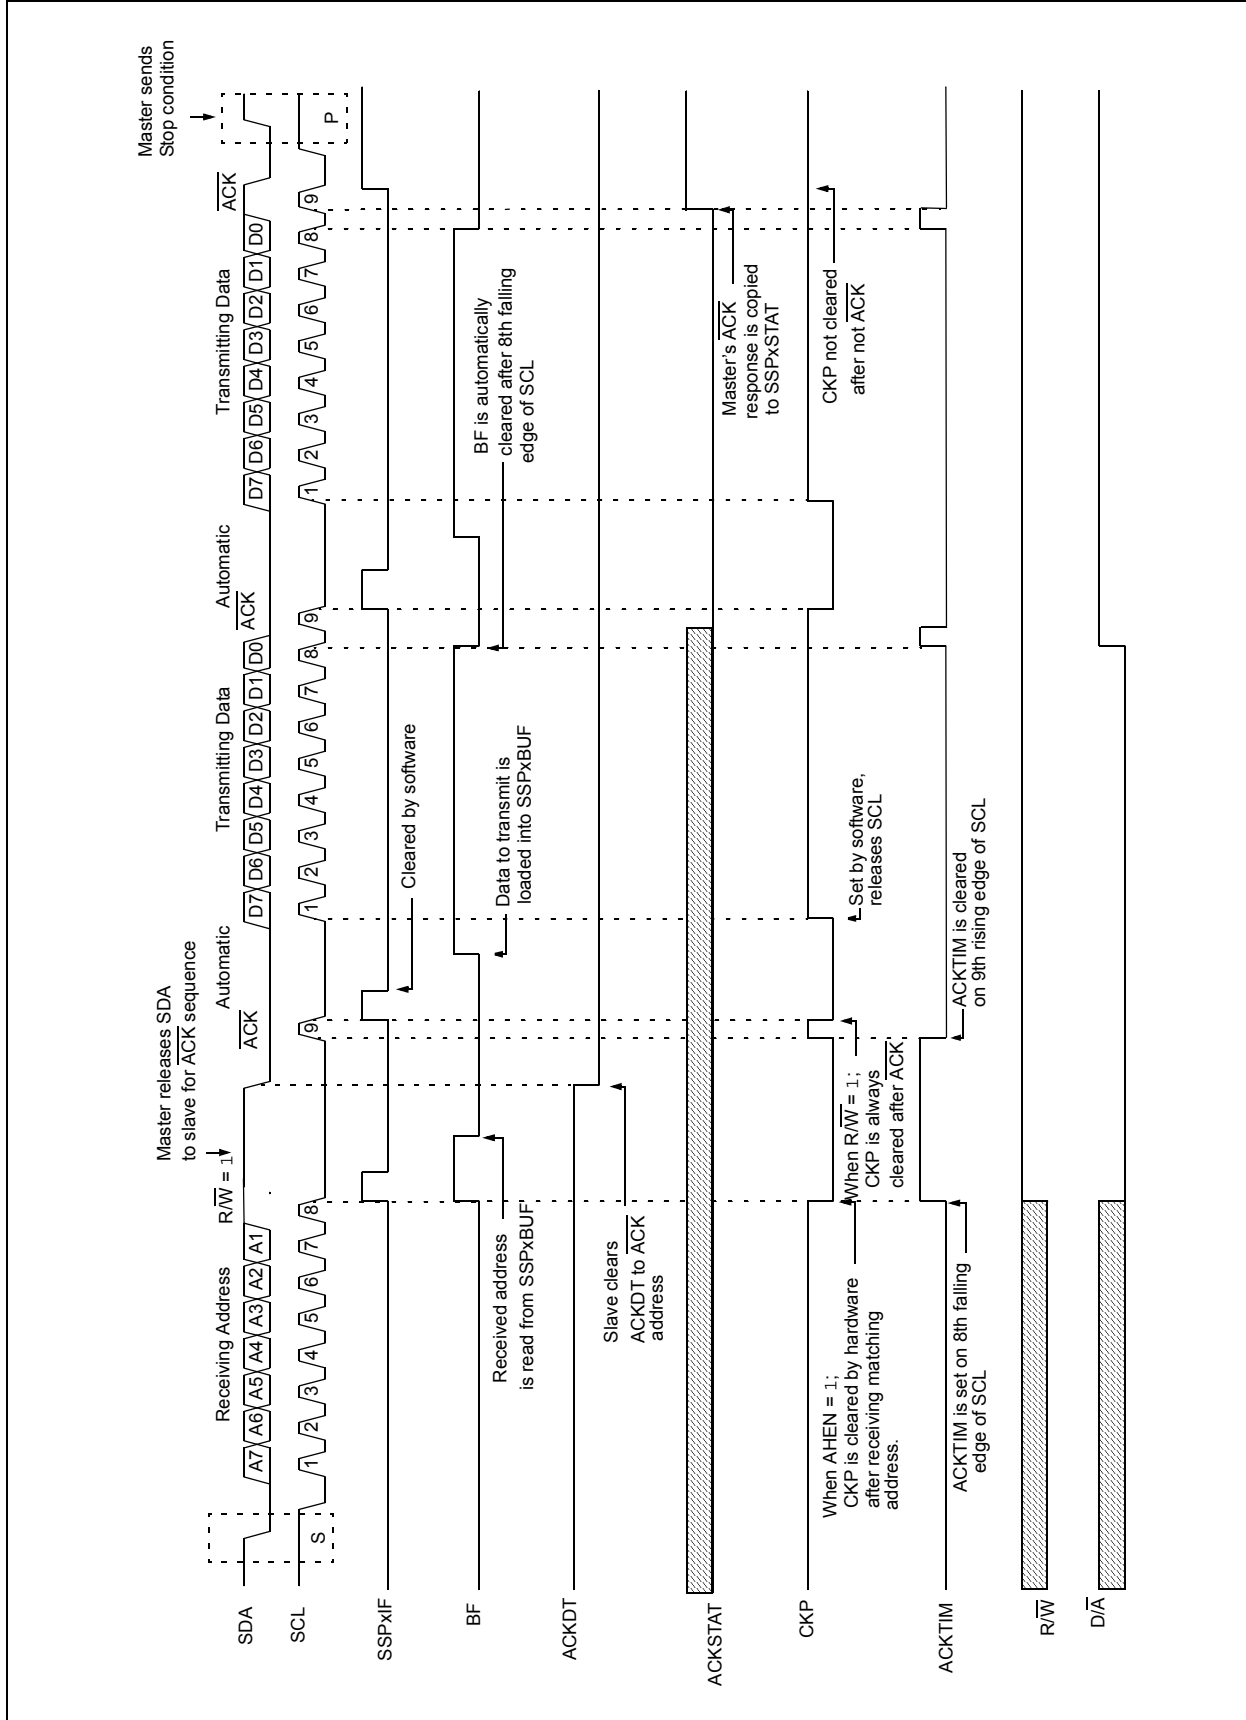 Master releases SDA
to slave for ACK sequence
Master sends
Stop condition
Receiving Address
R/W = 1
Automatic
Transmitting Data
Automatic
Transmitting Data
ACK
ACK
ACK
SDA
A7 A6 A5 A4 A3 A2 A1
D7 D6 D5 D4 D3 D2 D1 D0
D7 D6 D5 D4 D3 D2 D1 D0
SCL
S
1 2 3 4 5 6 7 8 9
1 2 3 4 5 6 7 8 9
1 2 3 4 5 6 7 8 9
P
SSPxIF
Cleared by software
BF
Received address
is read from SSPxBUF
Data to transmit is
loaded into SSPxBUF
BF is automatically
cleared after 8th falling
edge of SCL
ACKDT
Slave clears
ACKDT to ACK
address
ACKSTAT
Master's ACK
response is copied
to SSPxSTAT
CKP
When AHEN = 1;
CKP is cleared by hardware
after receiving matching
address.
When R/W = 1;
CKP is always
cleared after ACK
Set by software,
releases SCL
CKP not cleared
after not ACK
ACKTIM
ACKTIM is set on 8th falling
edge of SCL
ACKTIM is cleared
on 9th rising edge of SCL
R/W
D/A